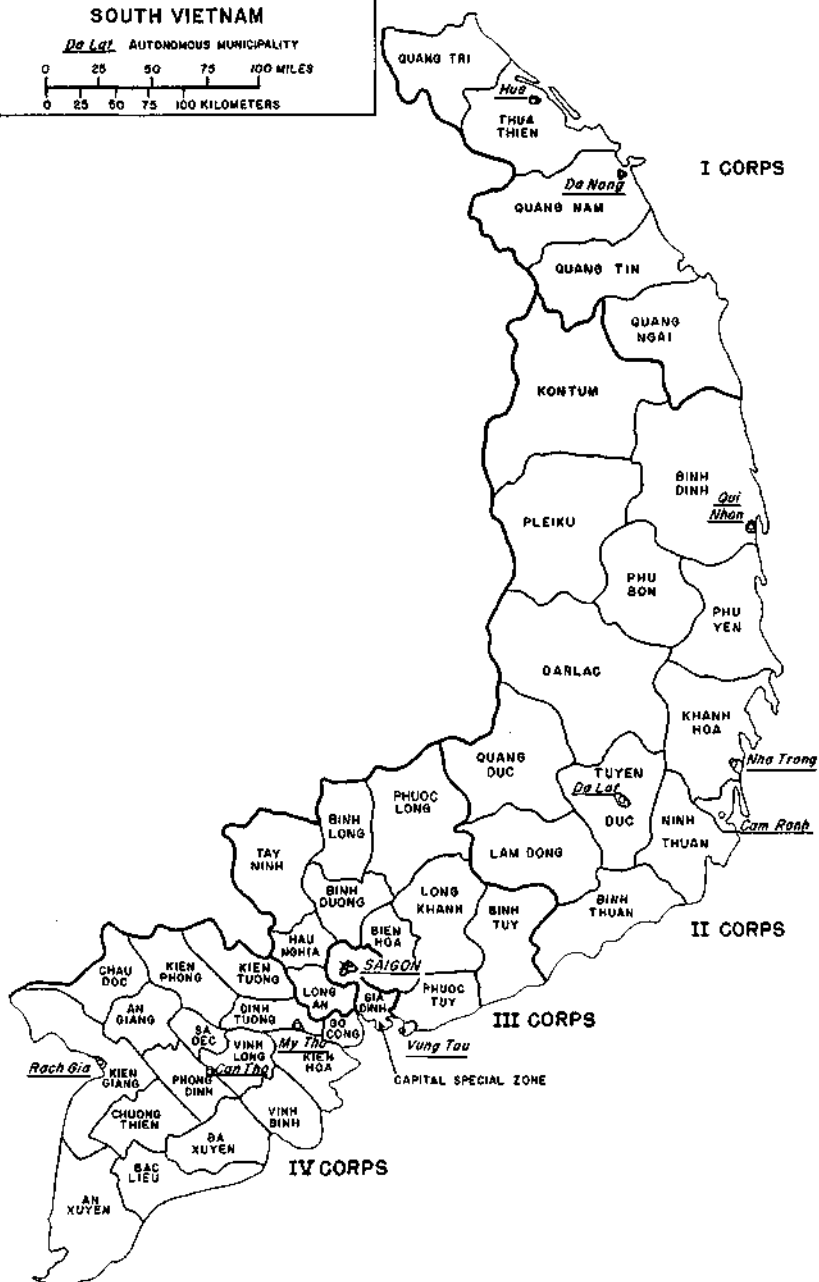 SOUTH VIETNAM
Da Lat AUTONOMOUS MUNICIPALITY
0 25 50 75 100 MILES
0 25 50 75 100 KILOMETERS
QUANG TRI
Hue
THUA
THIEN
I CORPS
Da Nang
QUANG NAM
QUANG TIN
QUANG
NGAI
KONTUM
BINH
DINH
Qui
Nhon
PLEIKU
PHU
BON
PHU
YEN
DARLAC
KHANH
HOA
QUANG
DUC
TUYEN
Da Lat
DUC
Nha Trang
NINH
THUAN
Cam Ranh
PHUOC
LONG
BINH
LONG
TAY
NINH
LAM DONG
BINH
DUONG
LONG
KHANH
BINH
TUY
BINH
THUAN
II CORPS
HAU
NGHIA
BIEN
HOA
SAIGON
CHAU
DOC
KIEN
PHONG
KIEN
TUONG
LONG
AN
GIA
DINH
PHUOC
TUY
III CORPS
AN
GIANG
DINH
TUONG
GO
CONG
SA
DEC
VINH
LONG
My Tho
KIEN
HOA
Vung Tau
CAPITAL SPECIAL ZONE
Rach Gia
KIEN
GIANG
PHONG
DINH
Can Tho
CHUONG
THIEN
VINH
BINH
BA
XUYEN
BAC
LIEU
IV CORPS
AN
XUYEN